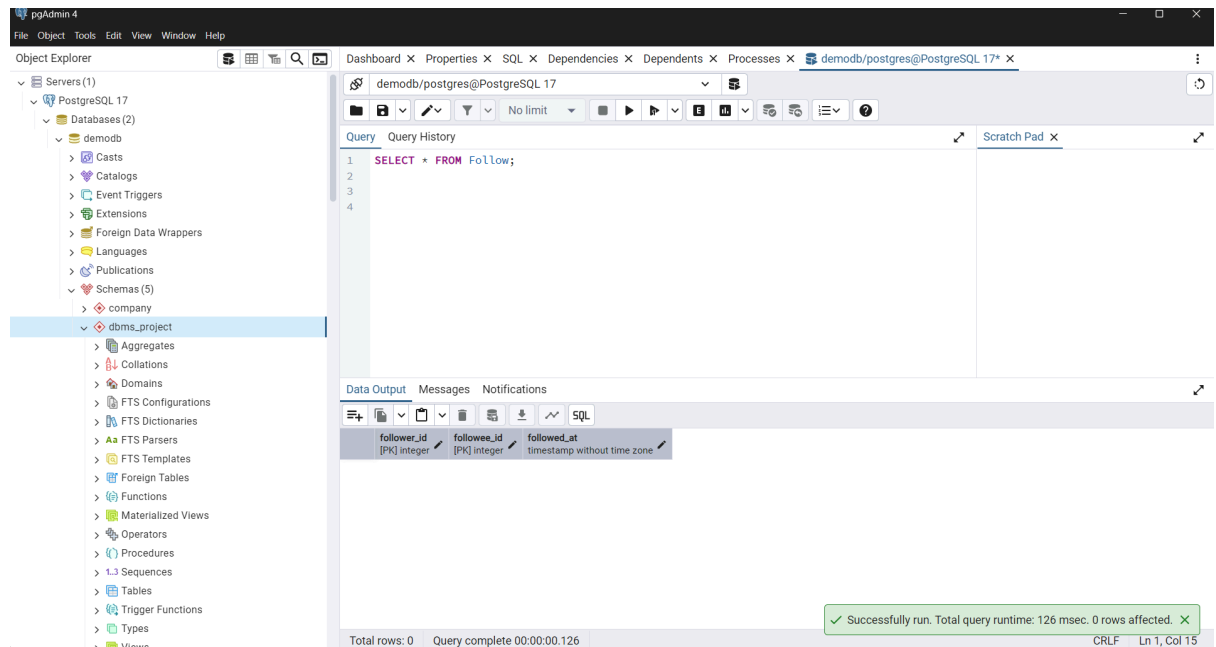 pgAdmin 4
File Object Tools Edit View Window Help
Object Explorer
Servers (1)
PostgreSQL 17
Databases (2)
demodb
Casts
Catalogs
Event Triggers
Extensions
Foreign Data Wrappers
Languages
Publications
Schemas (5)
company
dbms_project
Aggregates
Collations
Domains
FTS Configurations
FTS Dictionaries
Aa FTS Parsers
FTS Templates
Foreign Tables
Functions
Materialized Views
Operators
Procedures
1..3 Sequences
Tables
Trigger Functions
Types
Views
Dashboard X Properties X SQL X Dependencies X Dependents X Processes X demodb/postgres@PostgreSQL 17* X
demodb/postgres@PostgreSQL 17
No limit
E
Query Query History
Scratch Pad X
1 SELECT * FROM Follow;
2
3
4
Data Output Messages Notifications
SQL
follower_id followee_id followed_at
[PK] integer [PK] integer timestamp without time zone
Successfully run. Total query runtime: 126 msec. 0 rows affected. X
Total rows: 0 Query complete 00:00:00.126 CRLF Ln 1, Col 15